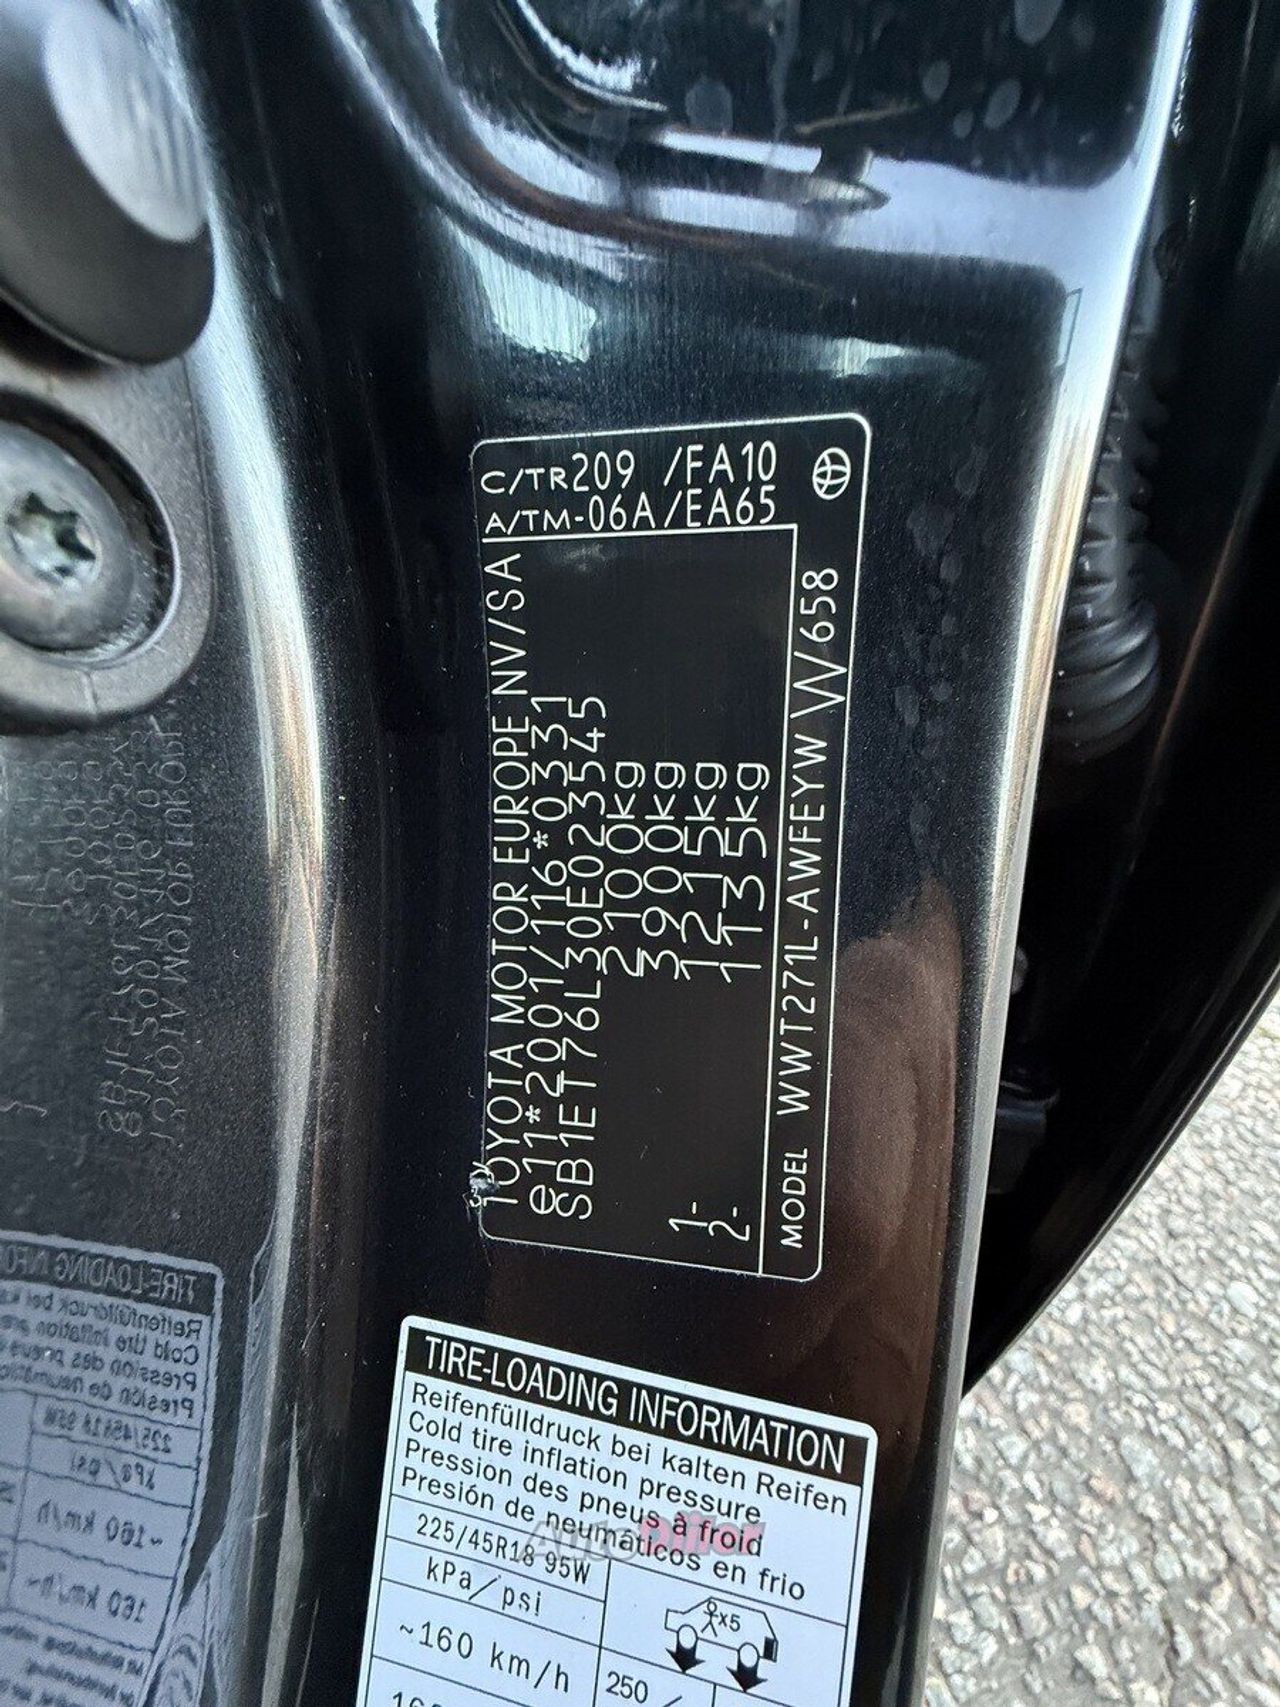 C/TR209 /FA10
A/TM-06A/EA65
TOYOTA MOTOR EUROPE NV/SA
e11*2001/116*0331
SB1ET76L30E023545
2100kg
3900kg
1- 1215kg
2- 1135kg
MODEL WWT271L-AWFEYW W658
TIRE-LOADING INFORMATION
Reifenfülldruck bei kalten Reifen
Cold tire inflation pressure
Pression des pneus à froid
Presión de neumáticos en frio
225/45R18 95W
kPa/psi
x5
~160 km/h
250 /